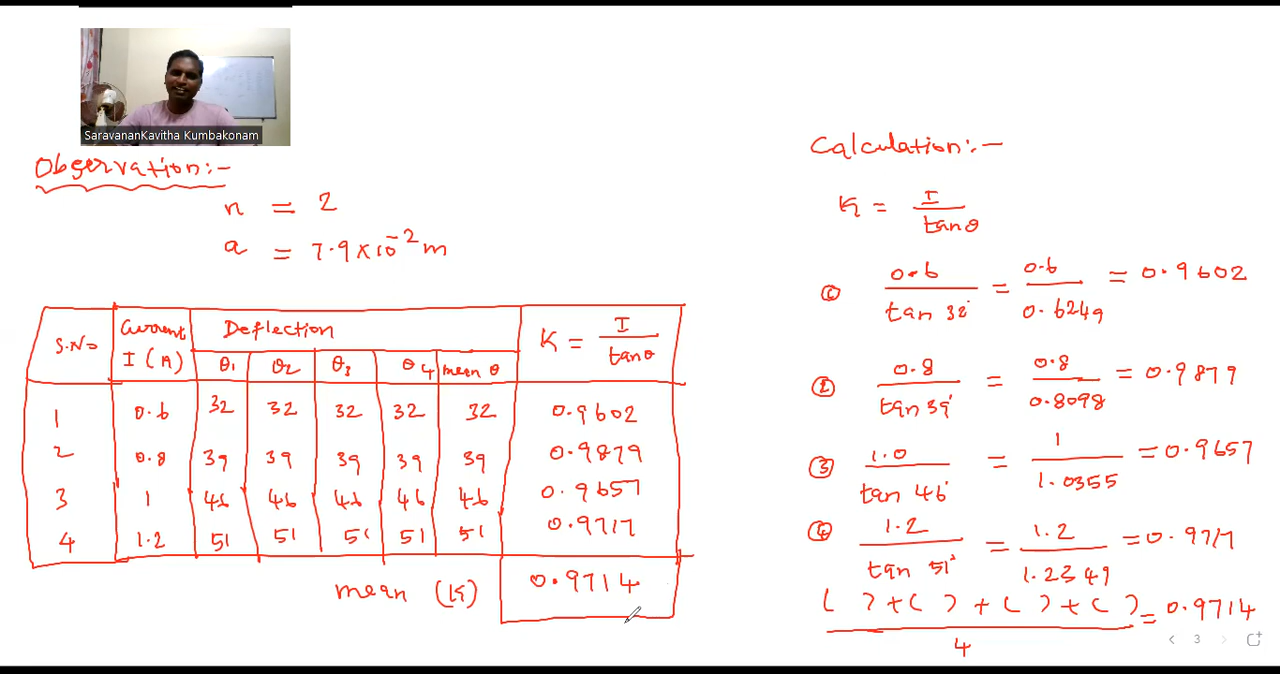 SaravananKavitha Kumbakonam
Observation:-
n = 2
a = 7.9 x 10⁻² m
S.No Current I (A) Deflection K = I / tanθ
θ₁ θ₂ θ₃ θ₄ mean θ
1 0.6 32 32 32 32 32 0.9602
2 0.8 39 39 39 39 39 0.9879
3 1 46 46 46 46 46 0.9657
4 1.2 51 51 51 51 51 0.9717
mean (K) 0.9714
Calculation:-
K = I / tanθ
① 0.6 / tan 32° = 0.6 / 0.6249 = 0.9602
② 0.8 / tan 39° = 0.8 / 0.8098 = 0.9879
③ 1.0 / tan 46° = 1 / 1.0355 = 0.9657
④ 1.2 / tan 51° = 1.2 / 1.2349 = 0.9717
( ) + ( ) + ( ) + ( ) / 4 = 0.9714
< 3 >